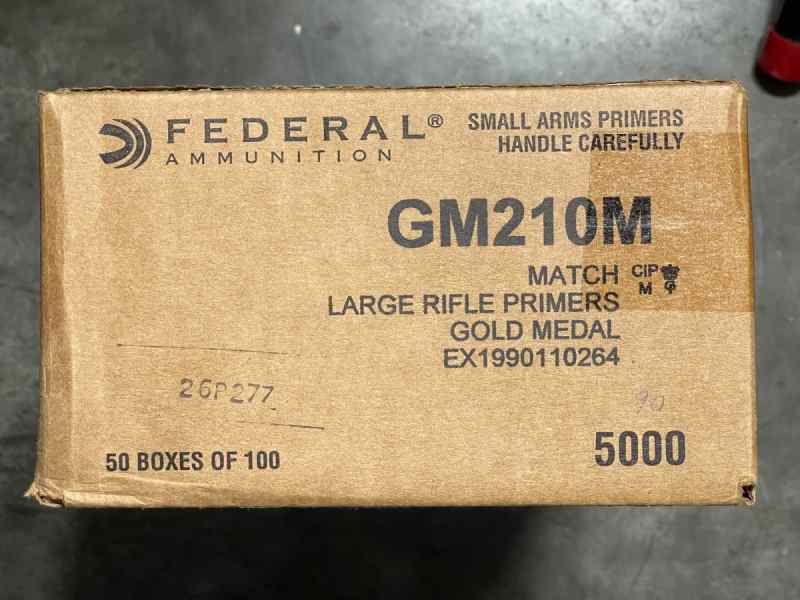 FEDERAL®
AMMUNITION
SMALL ARMS PRIMERS
HANDLE CAREFULLY
GM210M
MATCH
CIP
M
LARGE RIFLE PRIMERS
GOLD MEDAL
EX1990110264
26P277
90
50 BOXES OF 100
5000